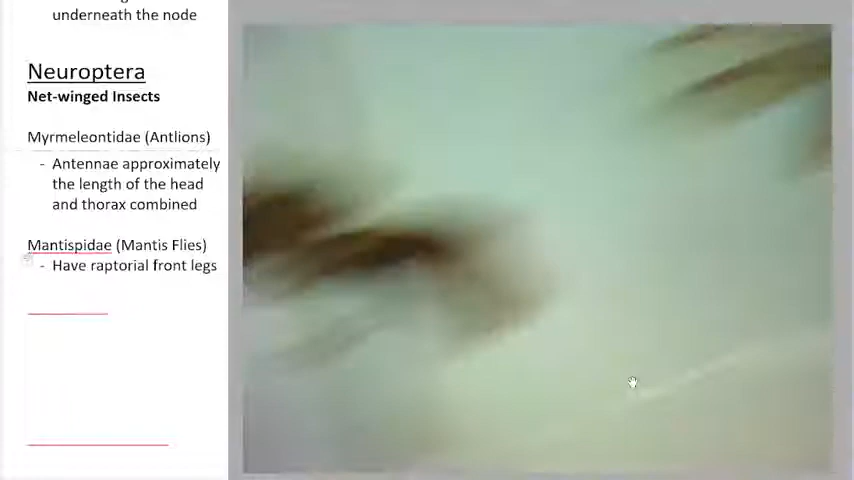 underneath the node
Neuroptera
Net-winged Insects
Myrmeleontidae (Antlions)
- Antennae approximately
the length of the head
and thorax combined
Mantispidae (Mantis Flies)
- Have raptorial front legs